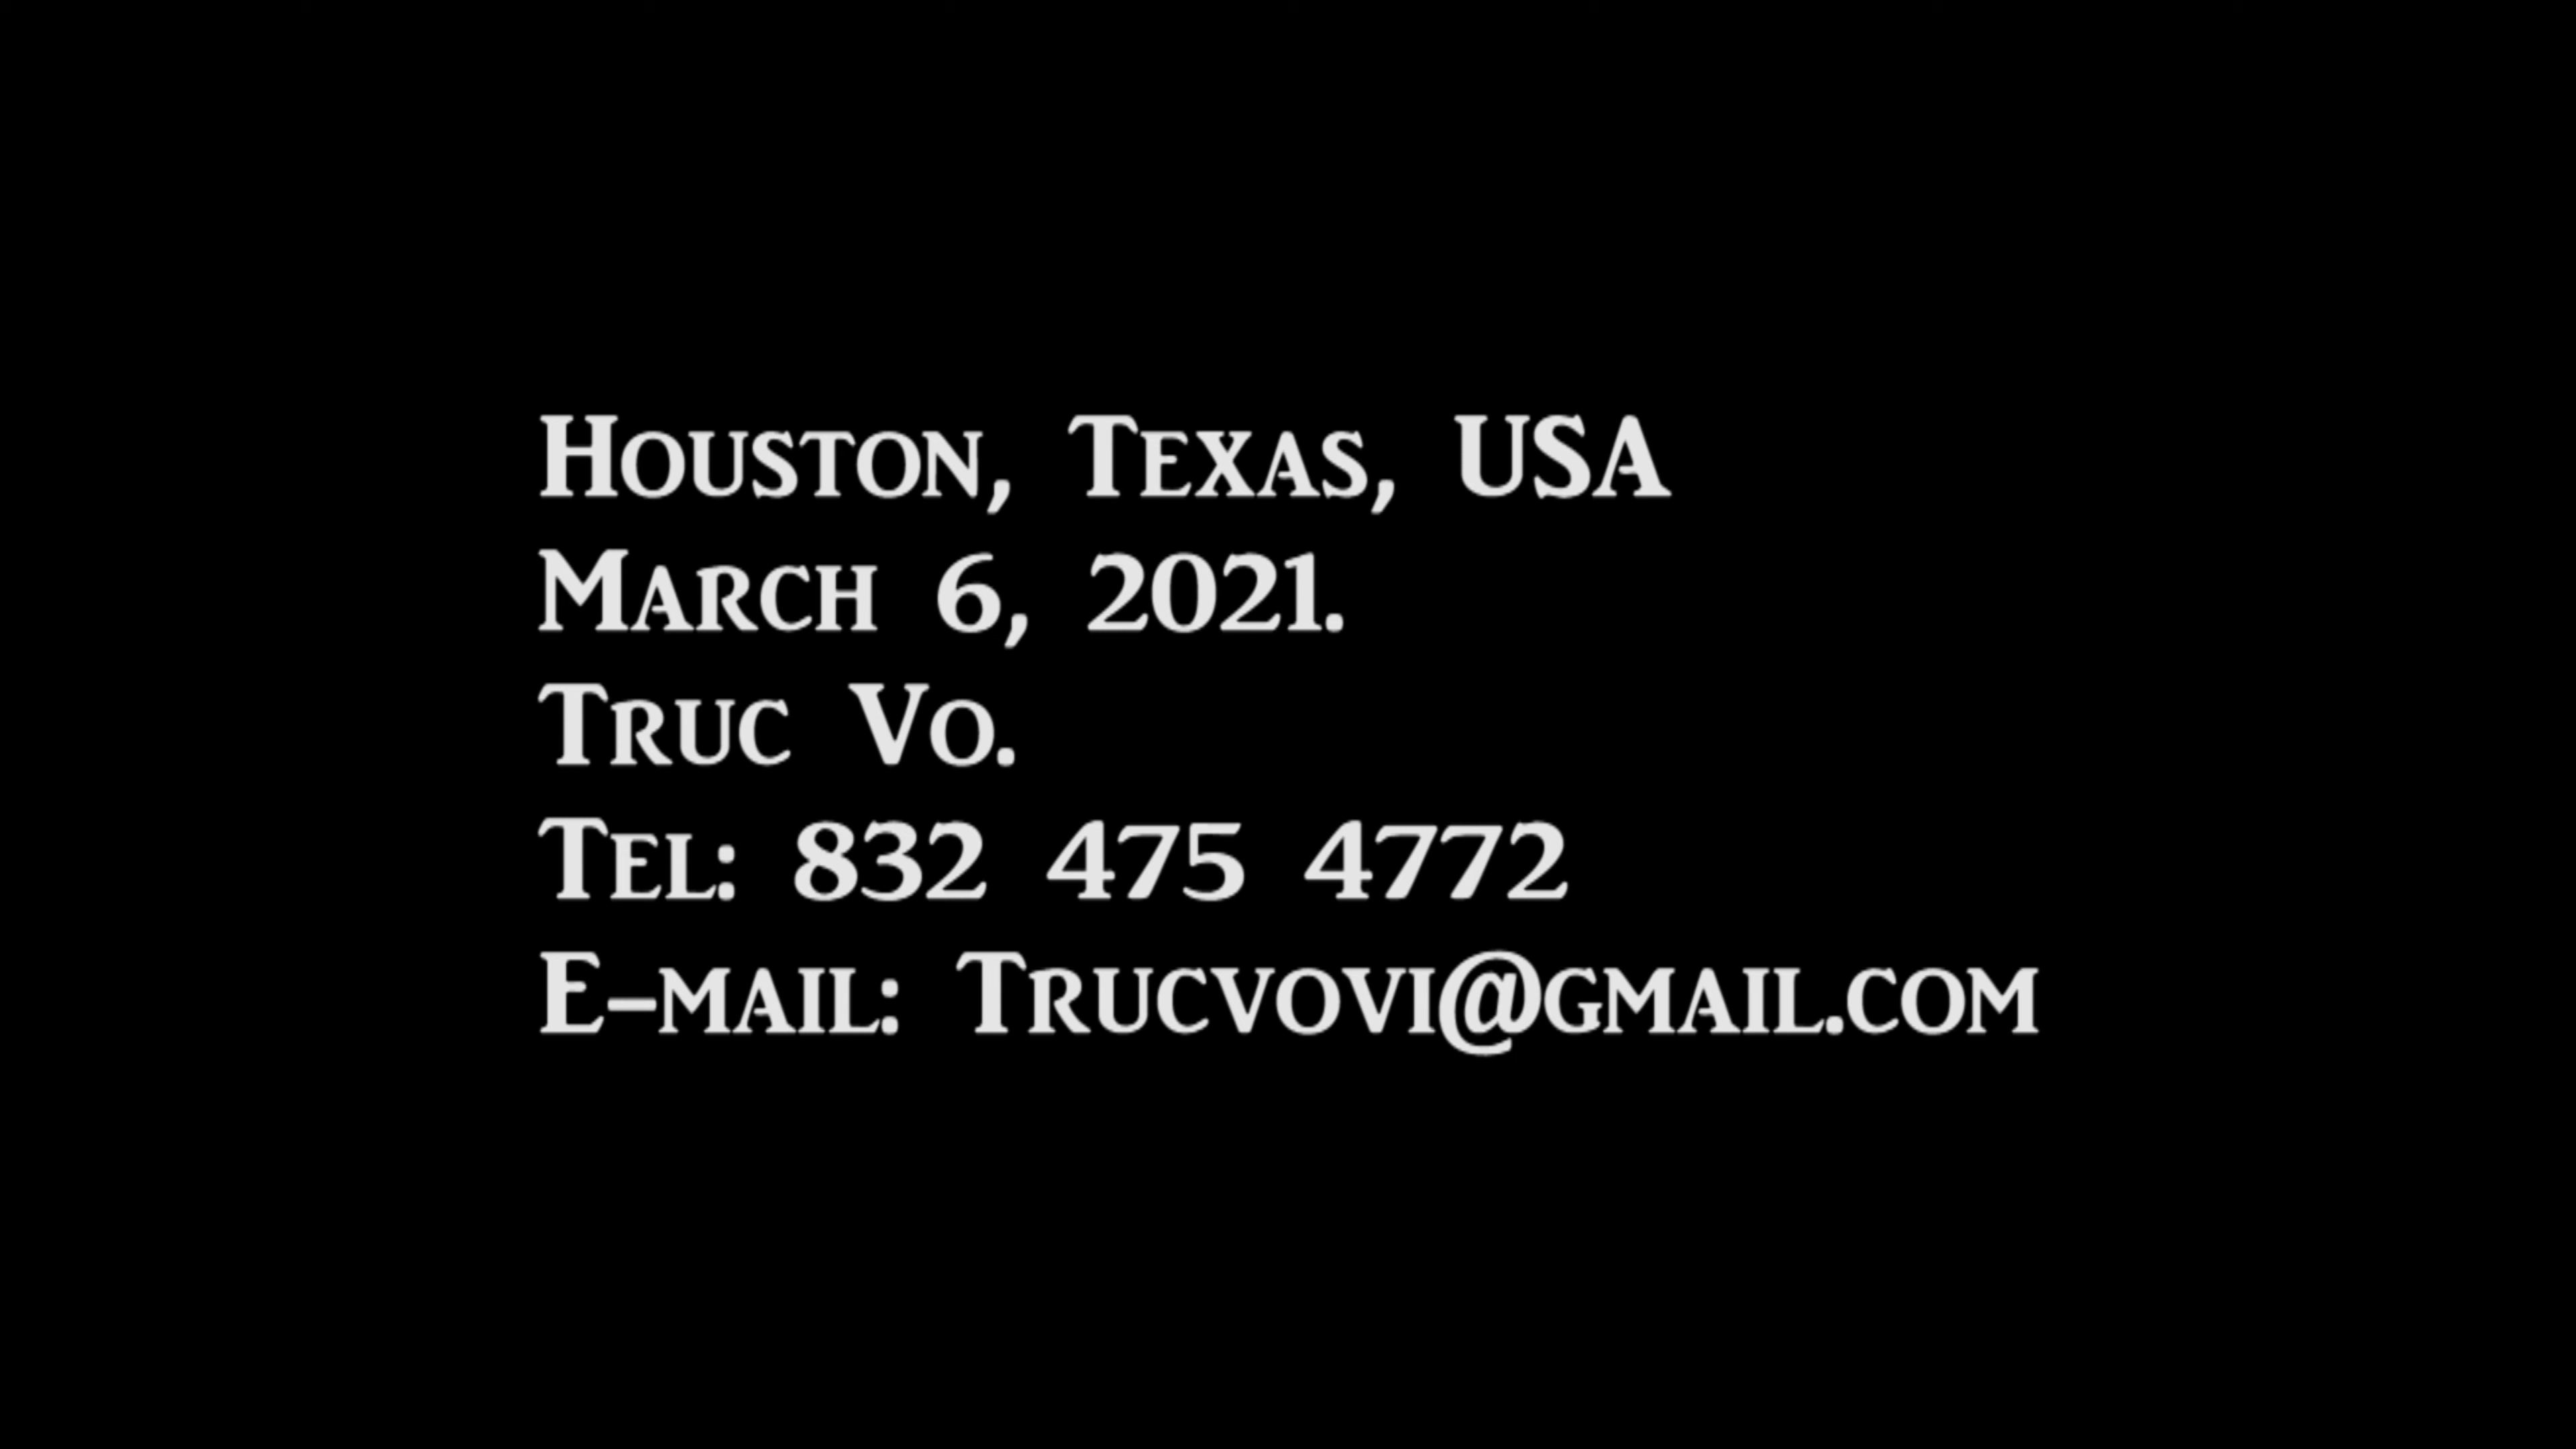 Houston, Texas, USA
March 6, 2021.
Truc Vo.
Tel: 832 475 4772
E-mail: Trucvovi@gmail.com